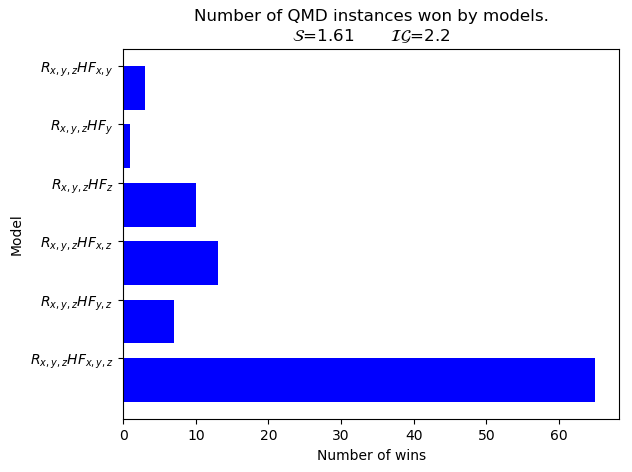 Number of QMD instances won by models.
𝒮=1.61 ℐ𝒢=2.2
R_{x,y,z}HF_{x,y}
R_{x,y,z}HF_{y}
R_{x,y,z}HF_{z}
R_{x,y,z}HF_{x,z}
R_{x,y,z}HF_{y,z}
R_{x,y,z}HF_{x,y,z}
Model
0 10 20 30 40 50 60
Number of wins